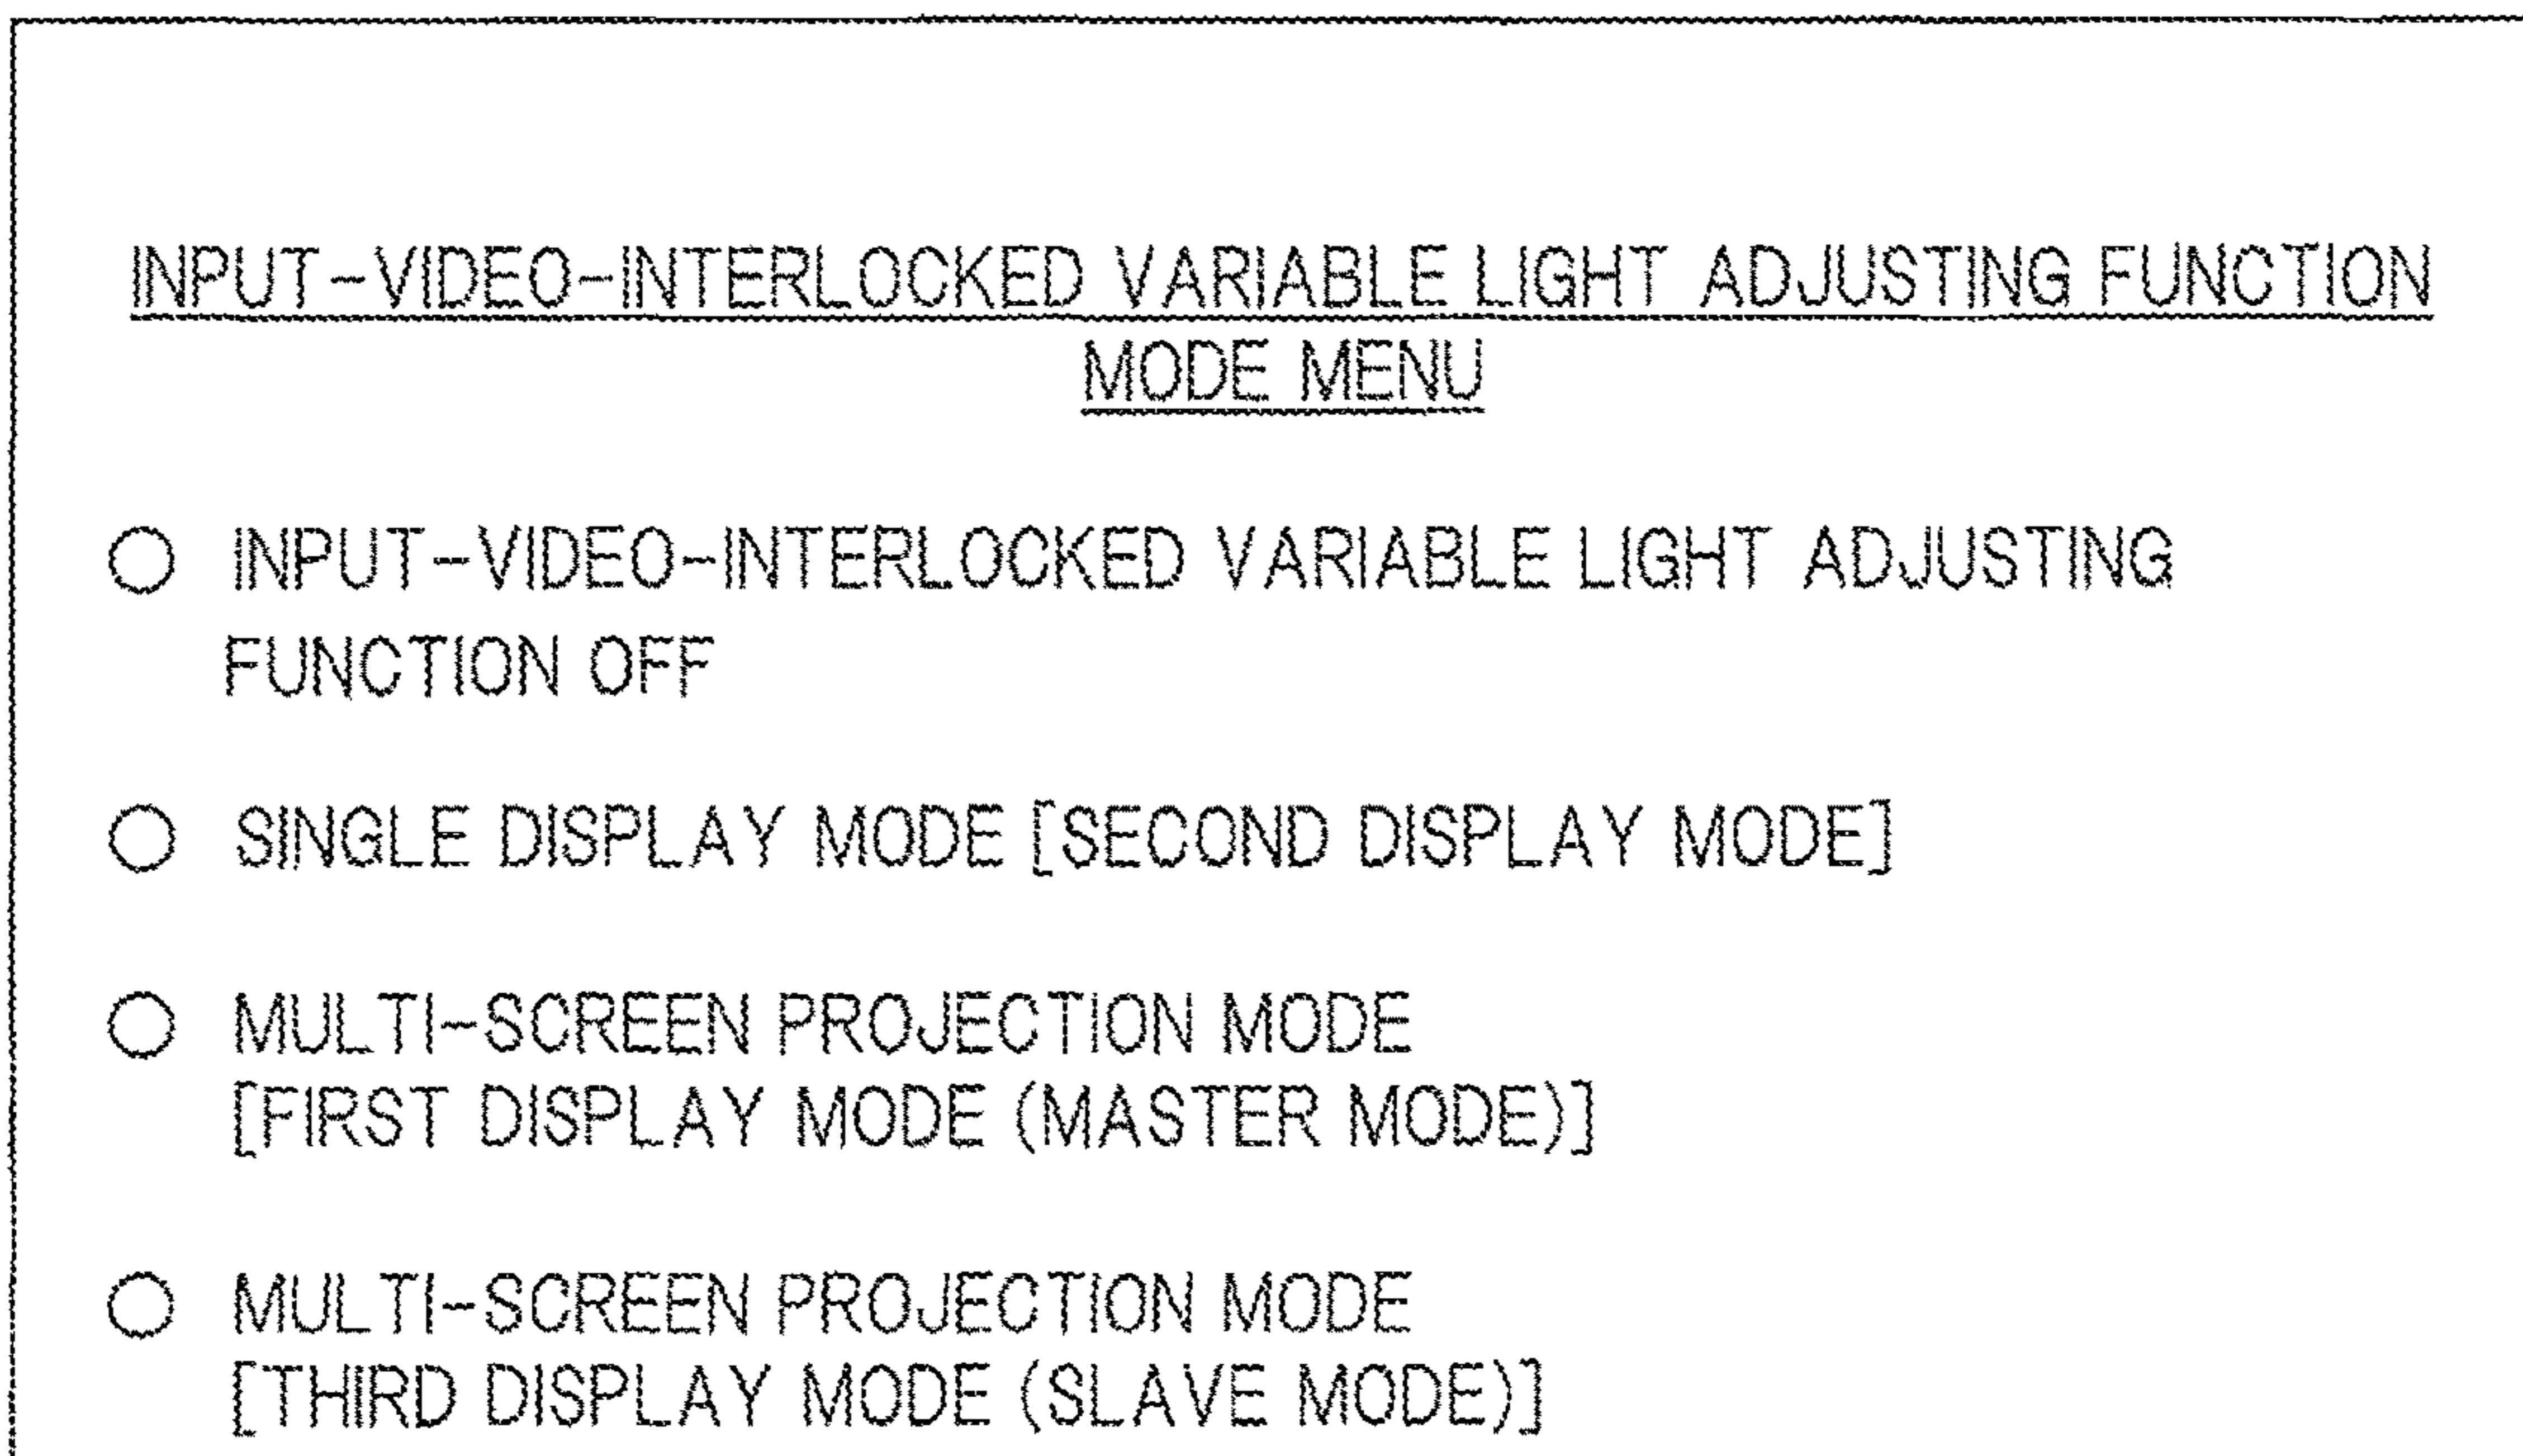 INPUT-VIDEO-INTERLOCKED VARIABLE LIGHT ADJUSTING FUNCTION
MODE MENU
○ INPUT-VIDEO-INTERLOCKED VARIABLE LIGHT ADJUSTING
FUNCTION OFF
○ SINGLE DISPLAY MODE [SECOND DISPLAY MODE]
○ MULTI-SCREEN PROJECTION MODE
[FIRST DISPLAY MODE (MASTER MODE)]
○ MULTI-SCREEN PROJECTION MODE
[THIRD DISPLAY MODE (SLAVE MODE)]